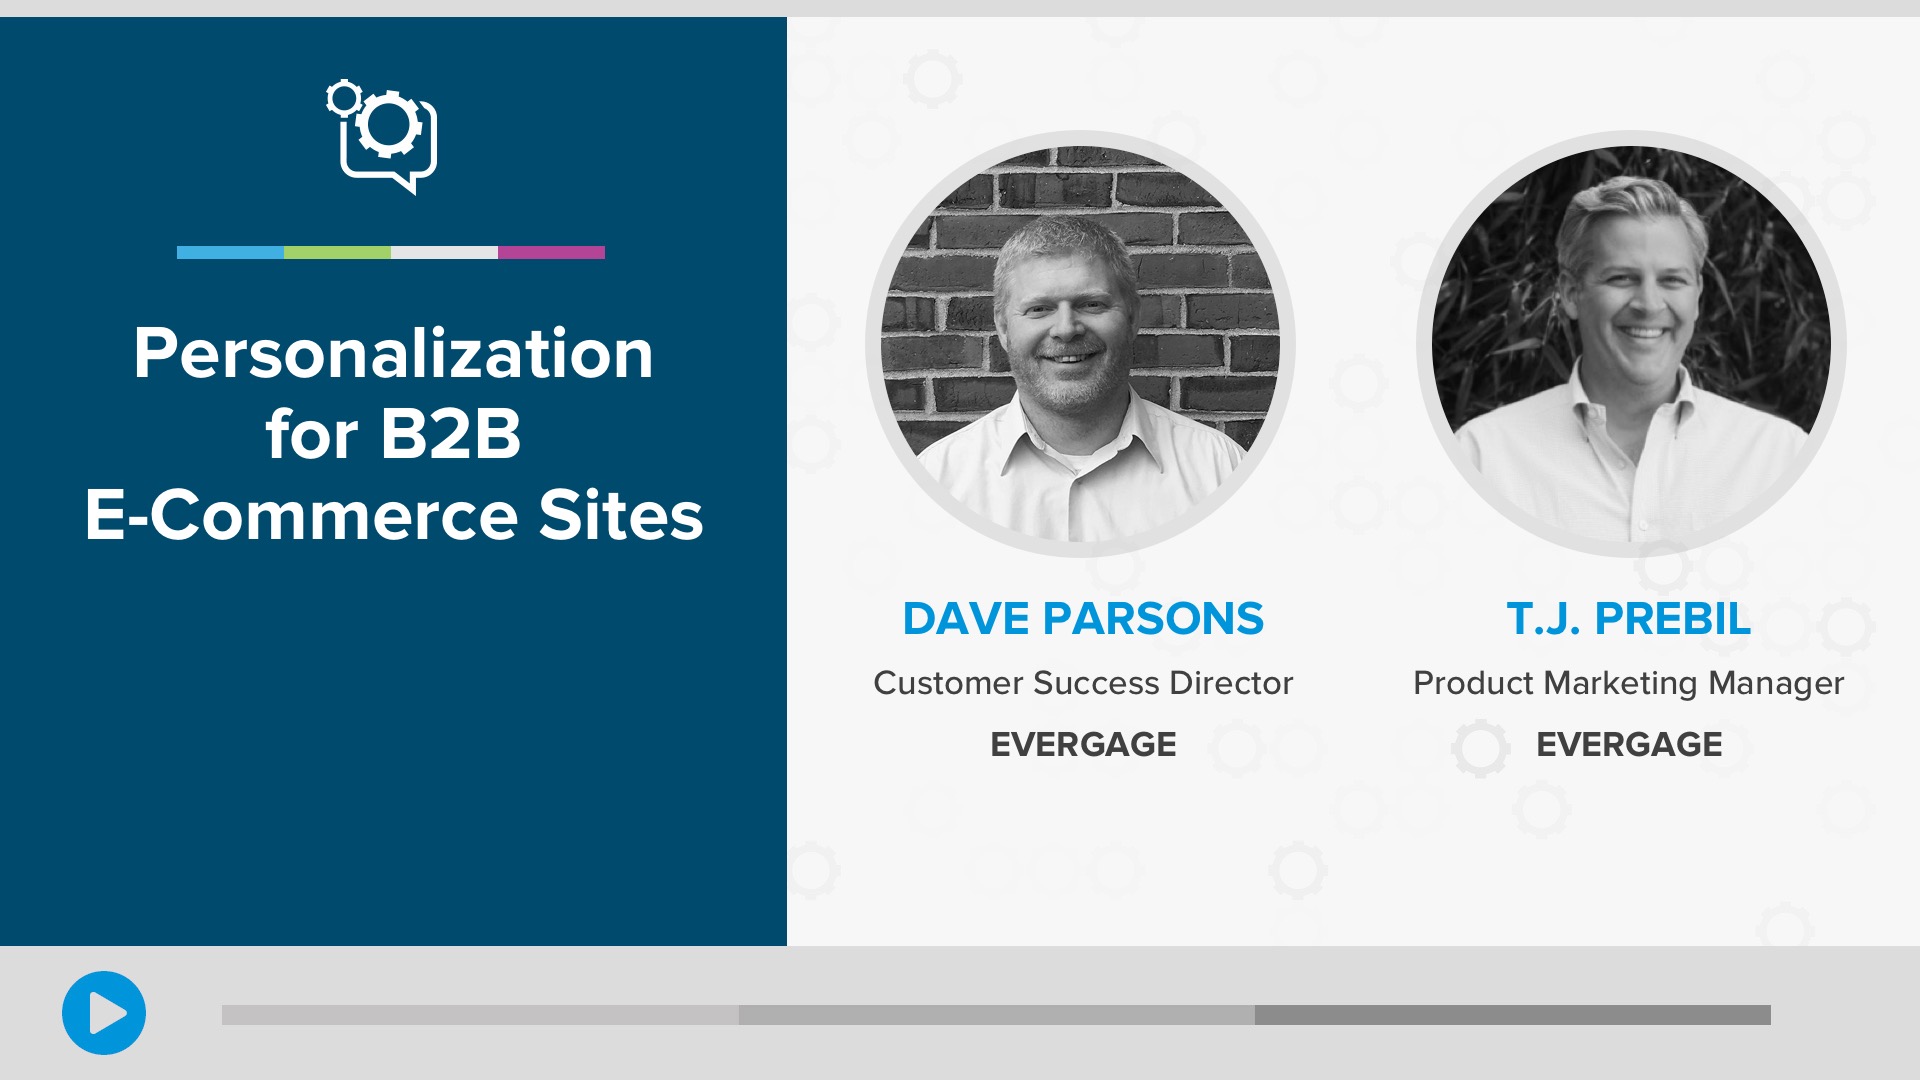 Personalization
for B2B
E-Commerce Sites
DAVE PARSONS
Customer Success Director
EVERGAGE
T.J. PREBIL
Product Marketing Manager
EVERGAGE